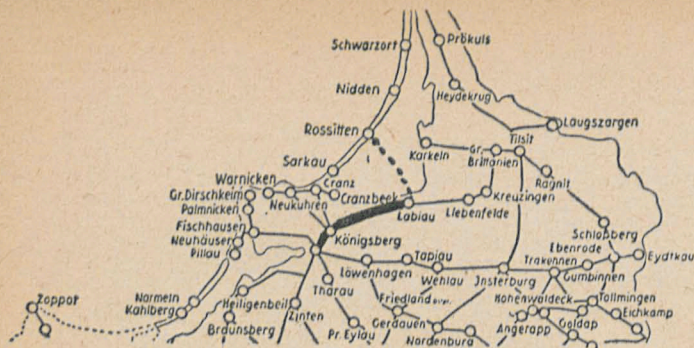 Schwarzort
Prökuls
Nidden
Heydekrug
Rossitten
Laugszargen
Tilsit
Karkeln
Gr.
Brittanien
Sarkau
Ragnit
Warnicken
Cranz
Gr. Dirschkeim
Cranzbeek
Kreuzingen
Neukuhren
Palmnicken
Labiau
Liebenfelde
Fischhausen
Schloßberg
Neuhäuser
Königsberg
Ebenrode
Pillau
Tapiau
Trakehnen
Eydtkau
Löwenhagen
Wehlau
Jnsterburg
Gumbinnen
Tharau
Zoppot
Narmeln
Heiligenbeil
Friedland
Hohenwaldeck
Tollmingen
Kahlberg
Zinten
Gerdauen
Eichkamp
Braunsberg
Pr. Eylau
Angerapp
Goldap
Nordenburg